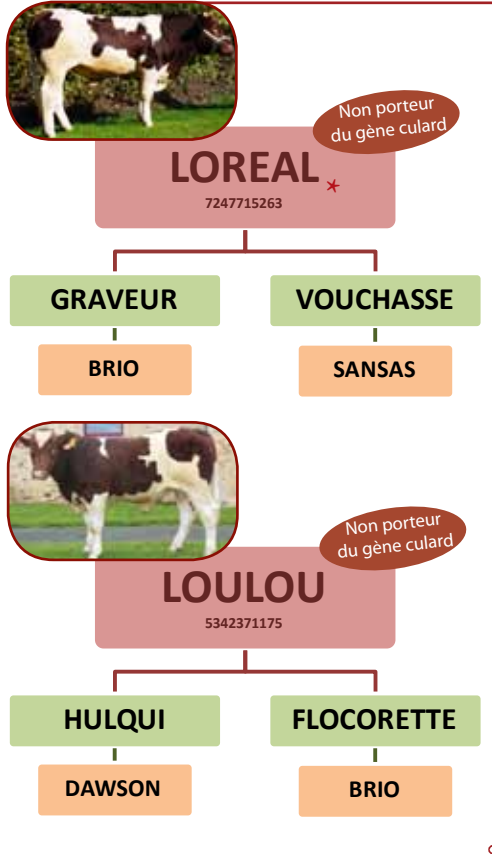 Non porteur
du gène culard
LOREAL *
7247715263
GRAVEUR
VOUCHASSE
BRIO
SANSAS
Non porteur
du gène culard
LOULOU
5342371175
HULQUI
FLOCORETTE
DAWSON
BRIO